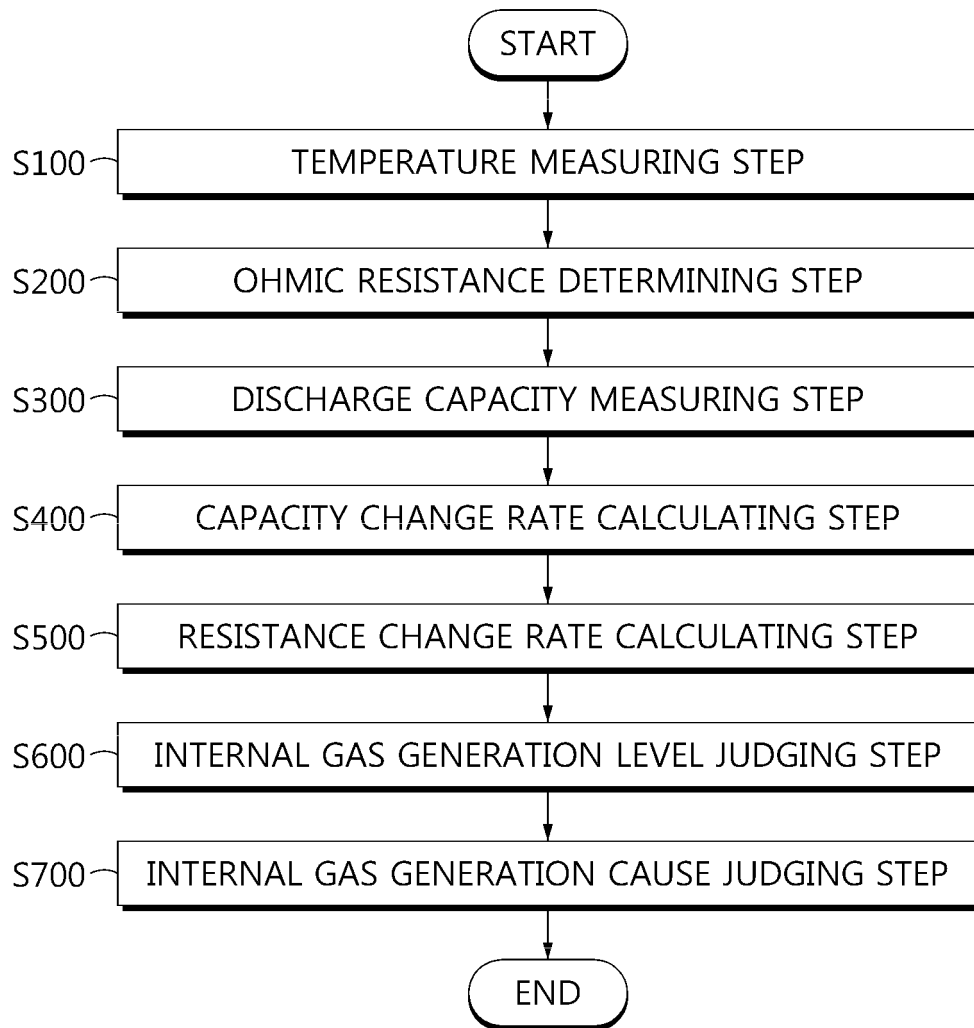 START
S100 TEMPERATURE MEASURING STEP
S200 OHMIC RESISTANCE DETERMINING STEP
S300 DISCHARGE CAPACITY MEASURING STEP
S400 CAPACITY CHANGE RATE CALCULATING STEP
S500 RESISTANCE CHANGE RATE CALCULATING STEP
S600 INTERNAL GAS GENERATION LEVEL JUDGING STEP
S700 INTERNAL GAS GENERATION CAUSE JUDGING STEP
END